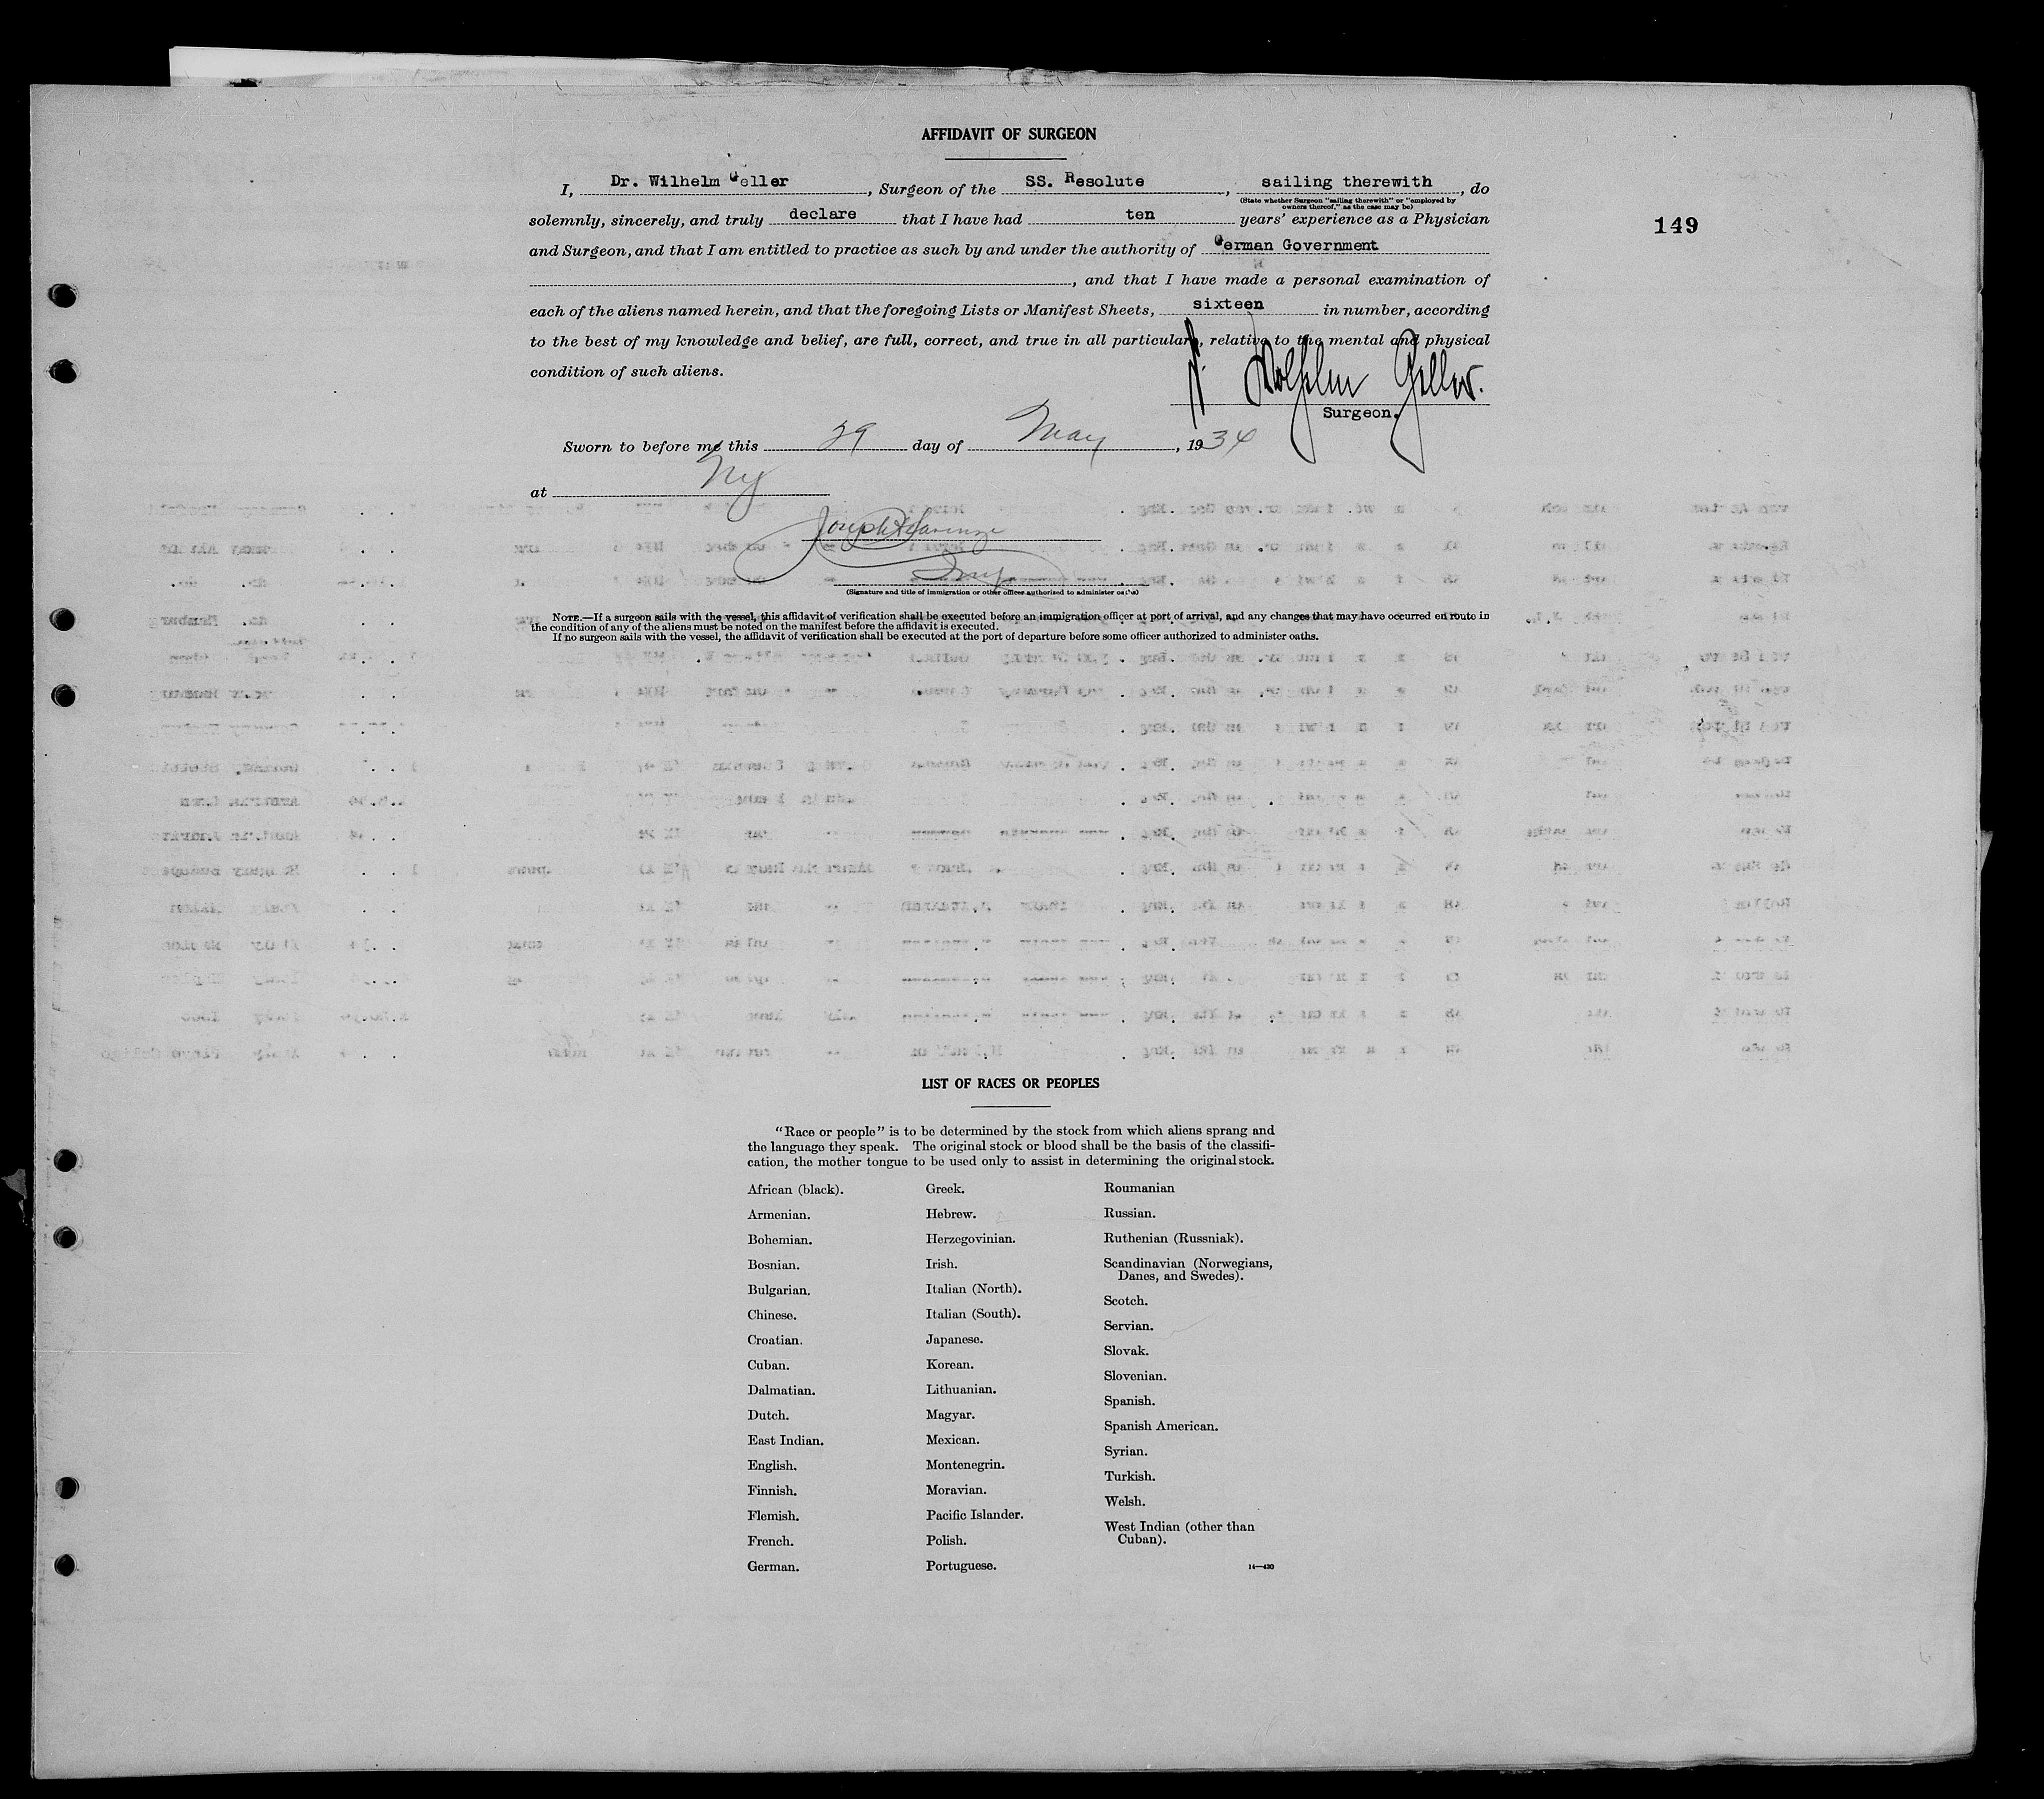 AFFIDAVIT OF SURGEON
I, Dr. Wilhelm Geller, Surgeon of the SS. Resolute, sailing therewith, do
(State whether Surgeon "sailing therewith" or "employed by
owners thereof," as the case may be)
solemnly, sincerely, and truly declare that I have had ten years' experience as a Physician
149
and Surgeon, and that I am entitled to practice as such by and under the authority of German Government
, and that I have made a personal examination of
each of the aliens named herein, and that the foregoing Lists or Manifest Sheets, sixteen in number, according
to the best of my knowledge and belief, are full, correct, and true in all particulars, relative to the mental and physical
condition of such aliens.
Wilhelm Geller.
Surgeon.
Sworn to before me this 29 day of May, 1934
at Ny
Joseph
(Signature and title of immigration or other officer authorized to administer oaths)
NOTE.—If a surgeon sails with the vessel, this affidavit of verification shall be executed before an immigration officer at port of arrival, and any changes that may have occurred en route in
the condition of any of the aliens must be noted on the manifest before the affidavit is executed.
If no surgeon sails with the vessel, the affidavit of verification shall be executed at the port of departure before some officer authorized to administer oaths.
LIST OF RACES OR PEOPLES
"Race or people" is to be determined by the stock from which aliens sprang and
the language they speak. The original stock or blood shall be the basis of the classifi-
cation, the mother tongue to be used only to assist in determining the original stock.
African (black).
Armenian.
Bohemian.
Bosnian.
Bulgarian.
Chinese.
Croatian.
Cuban.
Dalmatian.
Dutch.
East Indian.
English.
Finnish.
Flemish.
French.
German.
Greek.
Hebrew.
Herzegovinian.
Irish.
Italian (North).
Italian (South).
Japanese.
Korean.
Lithuanian.
Magyar.
Mexican.
Montenegrin.
Moravian.
Pacific Islander.
Polish.
Portuguese.
Roumanian
Russian.
Ruthenian (Russniak).
Scandinavian (Norwegians,
Danes, and Swedes).
Scotch.
Servian.
Slovak.
Slovenian.
Spanish.
Spanish American.
Syrian.
Turkish.
Welsh.
West Indian (other than
Cuban).
14—430